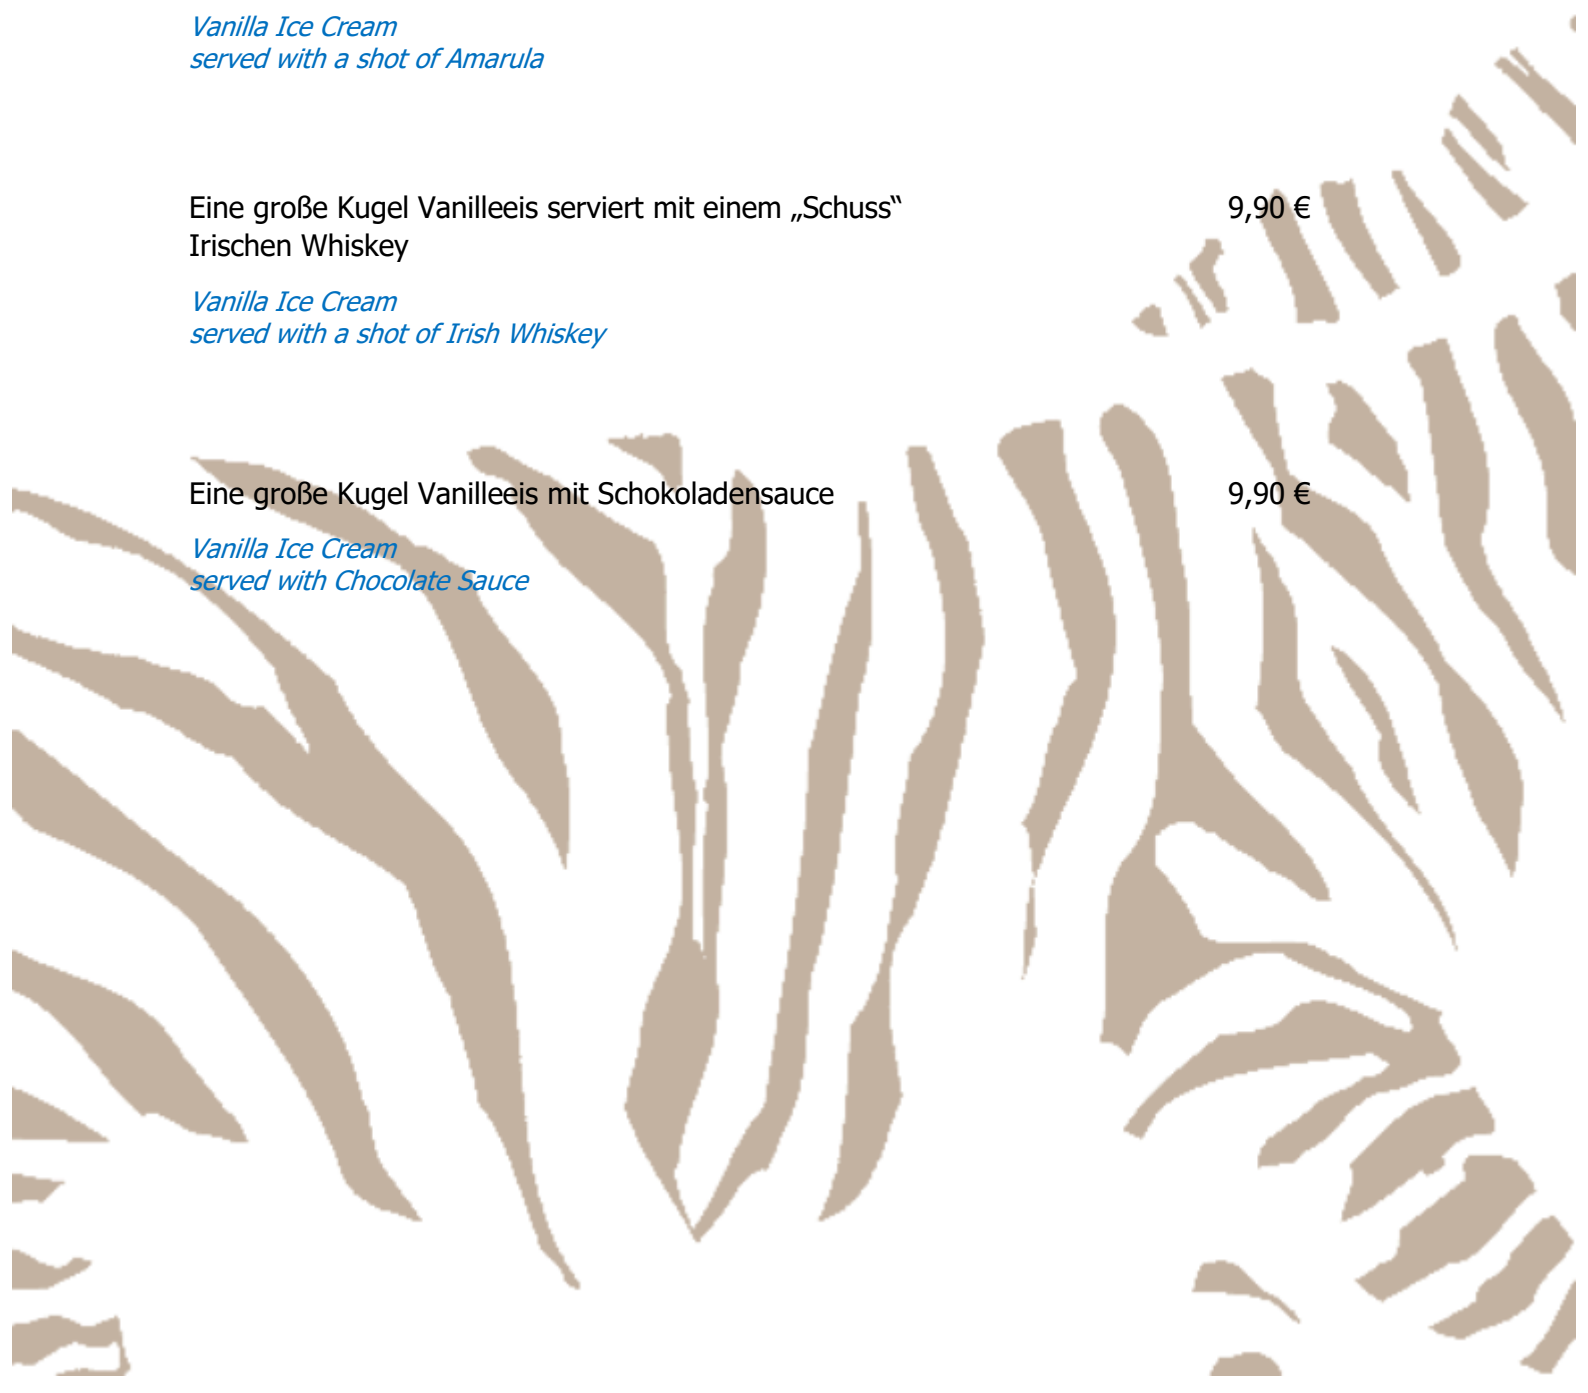 Vanilla Ice Cream
served with a shot of Amarula
Eine große Kugel Vanilleeis serviert mit einem „Schuss“ 9,90 €
Irischen Whiskey
Vanilla Ice Cream
served with a shot of Irish Whiskey
Eine große Kugel Vanilleeis mit Schokoladensauce 9,90 €
Vanilla Ice Cream
served with Chocolate Sauce